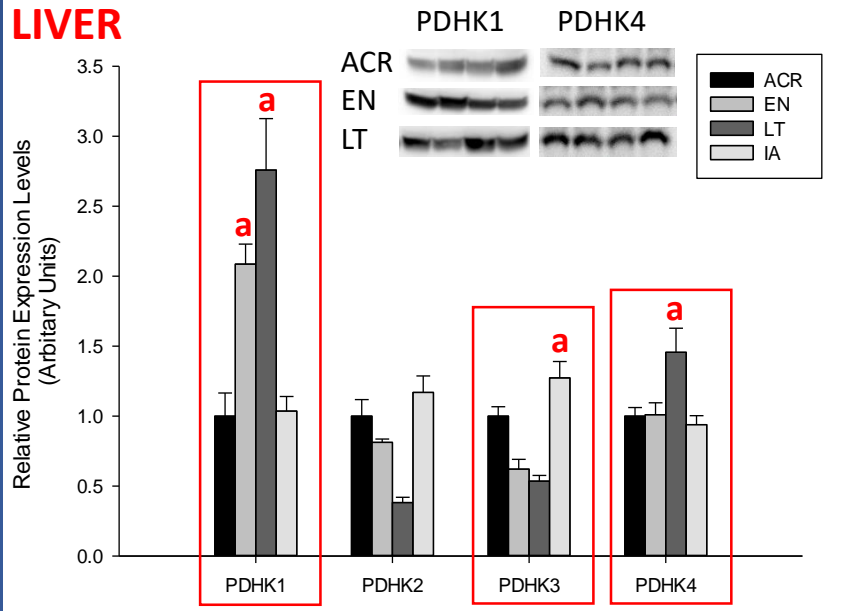 LIVER
PDHK1 PDHK4
ACR
EN
LT
ACR
EN
LT
IA
Relative Protein Expression Levels
(Arbitary Units)
3.5
3.0
2.5
2.0
1.5
1.0
0.5
0.0
a
a
a
a
PDHK1 PDHK2 PDHK3 PDHK4